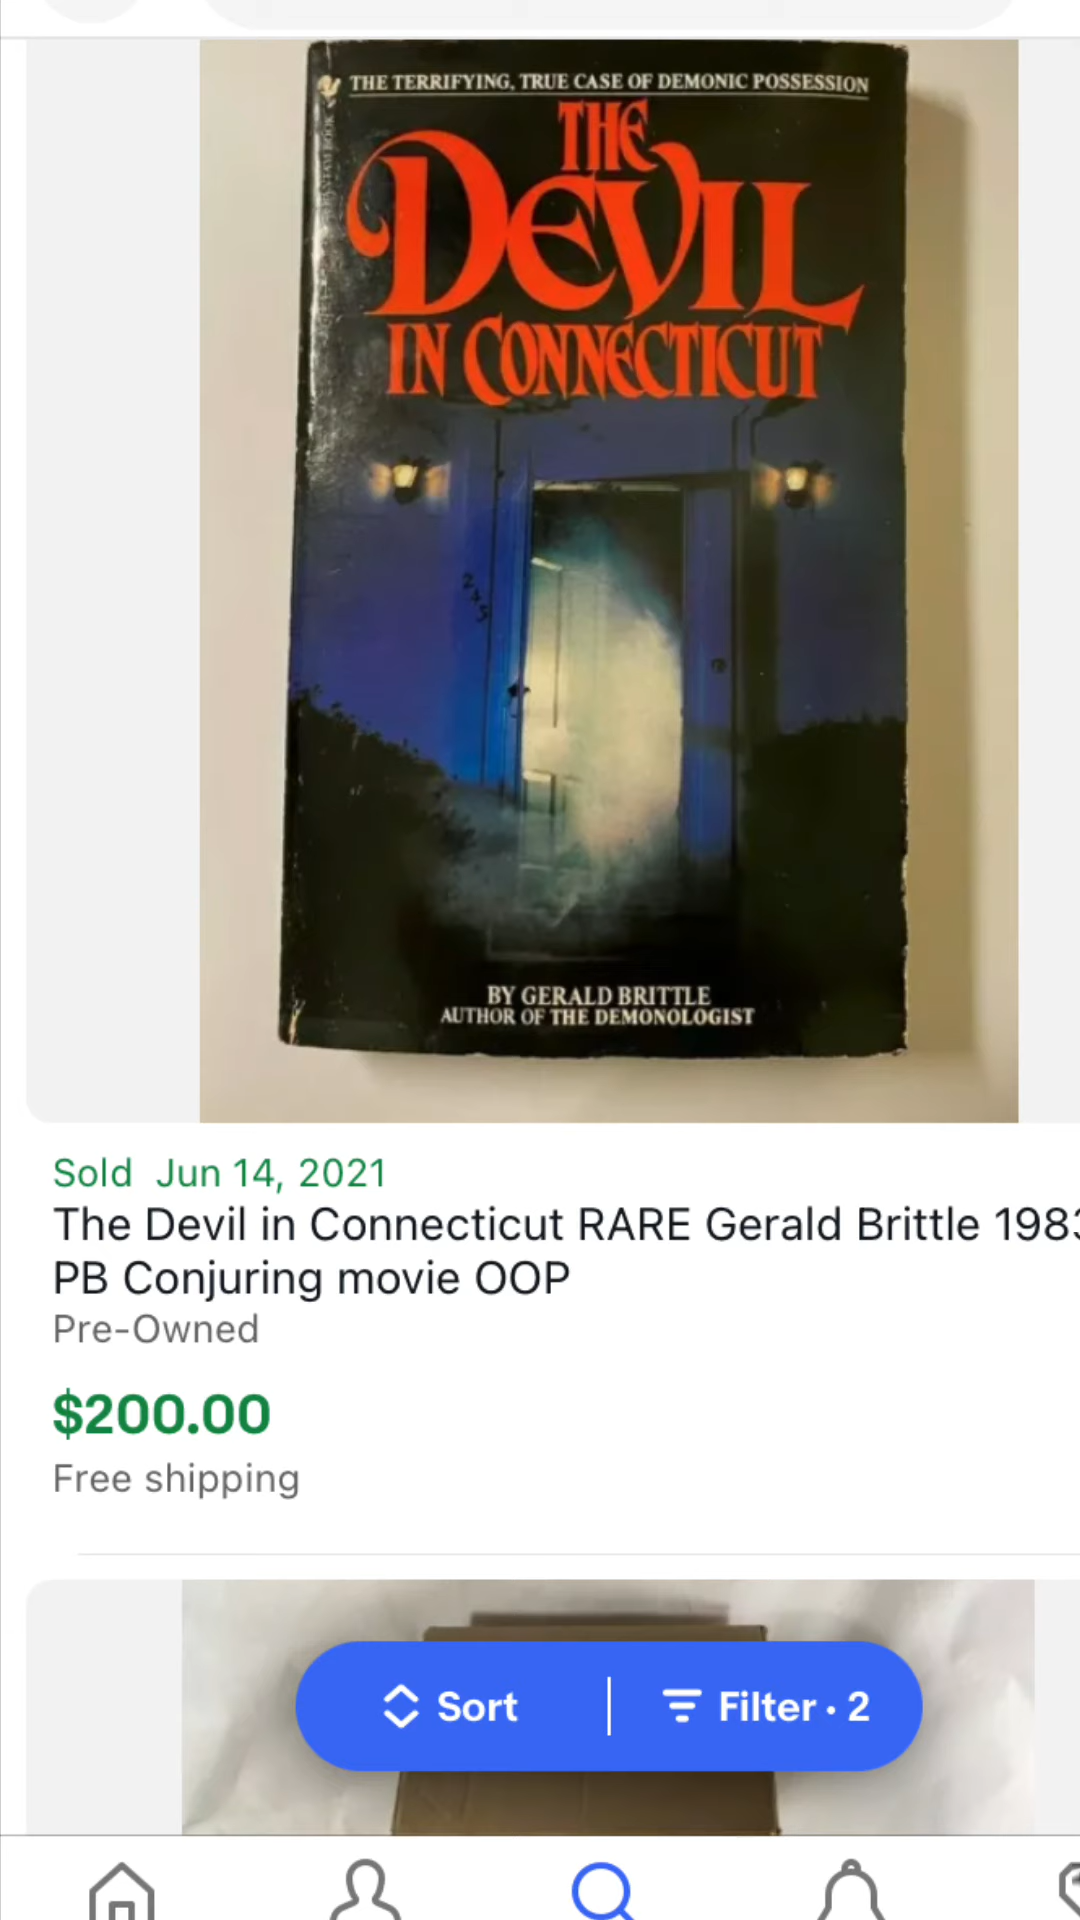 THE TERRIFYING, TRUE CASE OF DEMONIC POSSESSION
THE
DEVIL
IN CONNECTICUT
245
BY GERALD BRITTLE
AUTHOR OF THE DEMONOLOGIST
Sold Jun 14, 2021
The Devil in Connecticut RARE Gerald Brittle 198
PB Conjuring movie OOP
Pre-Owned
$200.00
Free shipping
Sort
Filter · 2